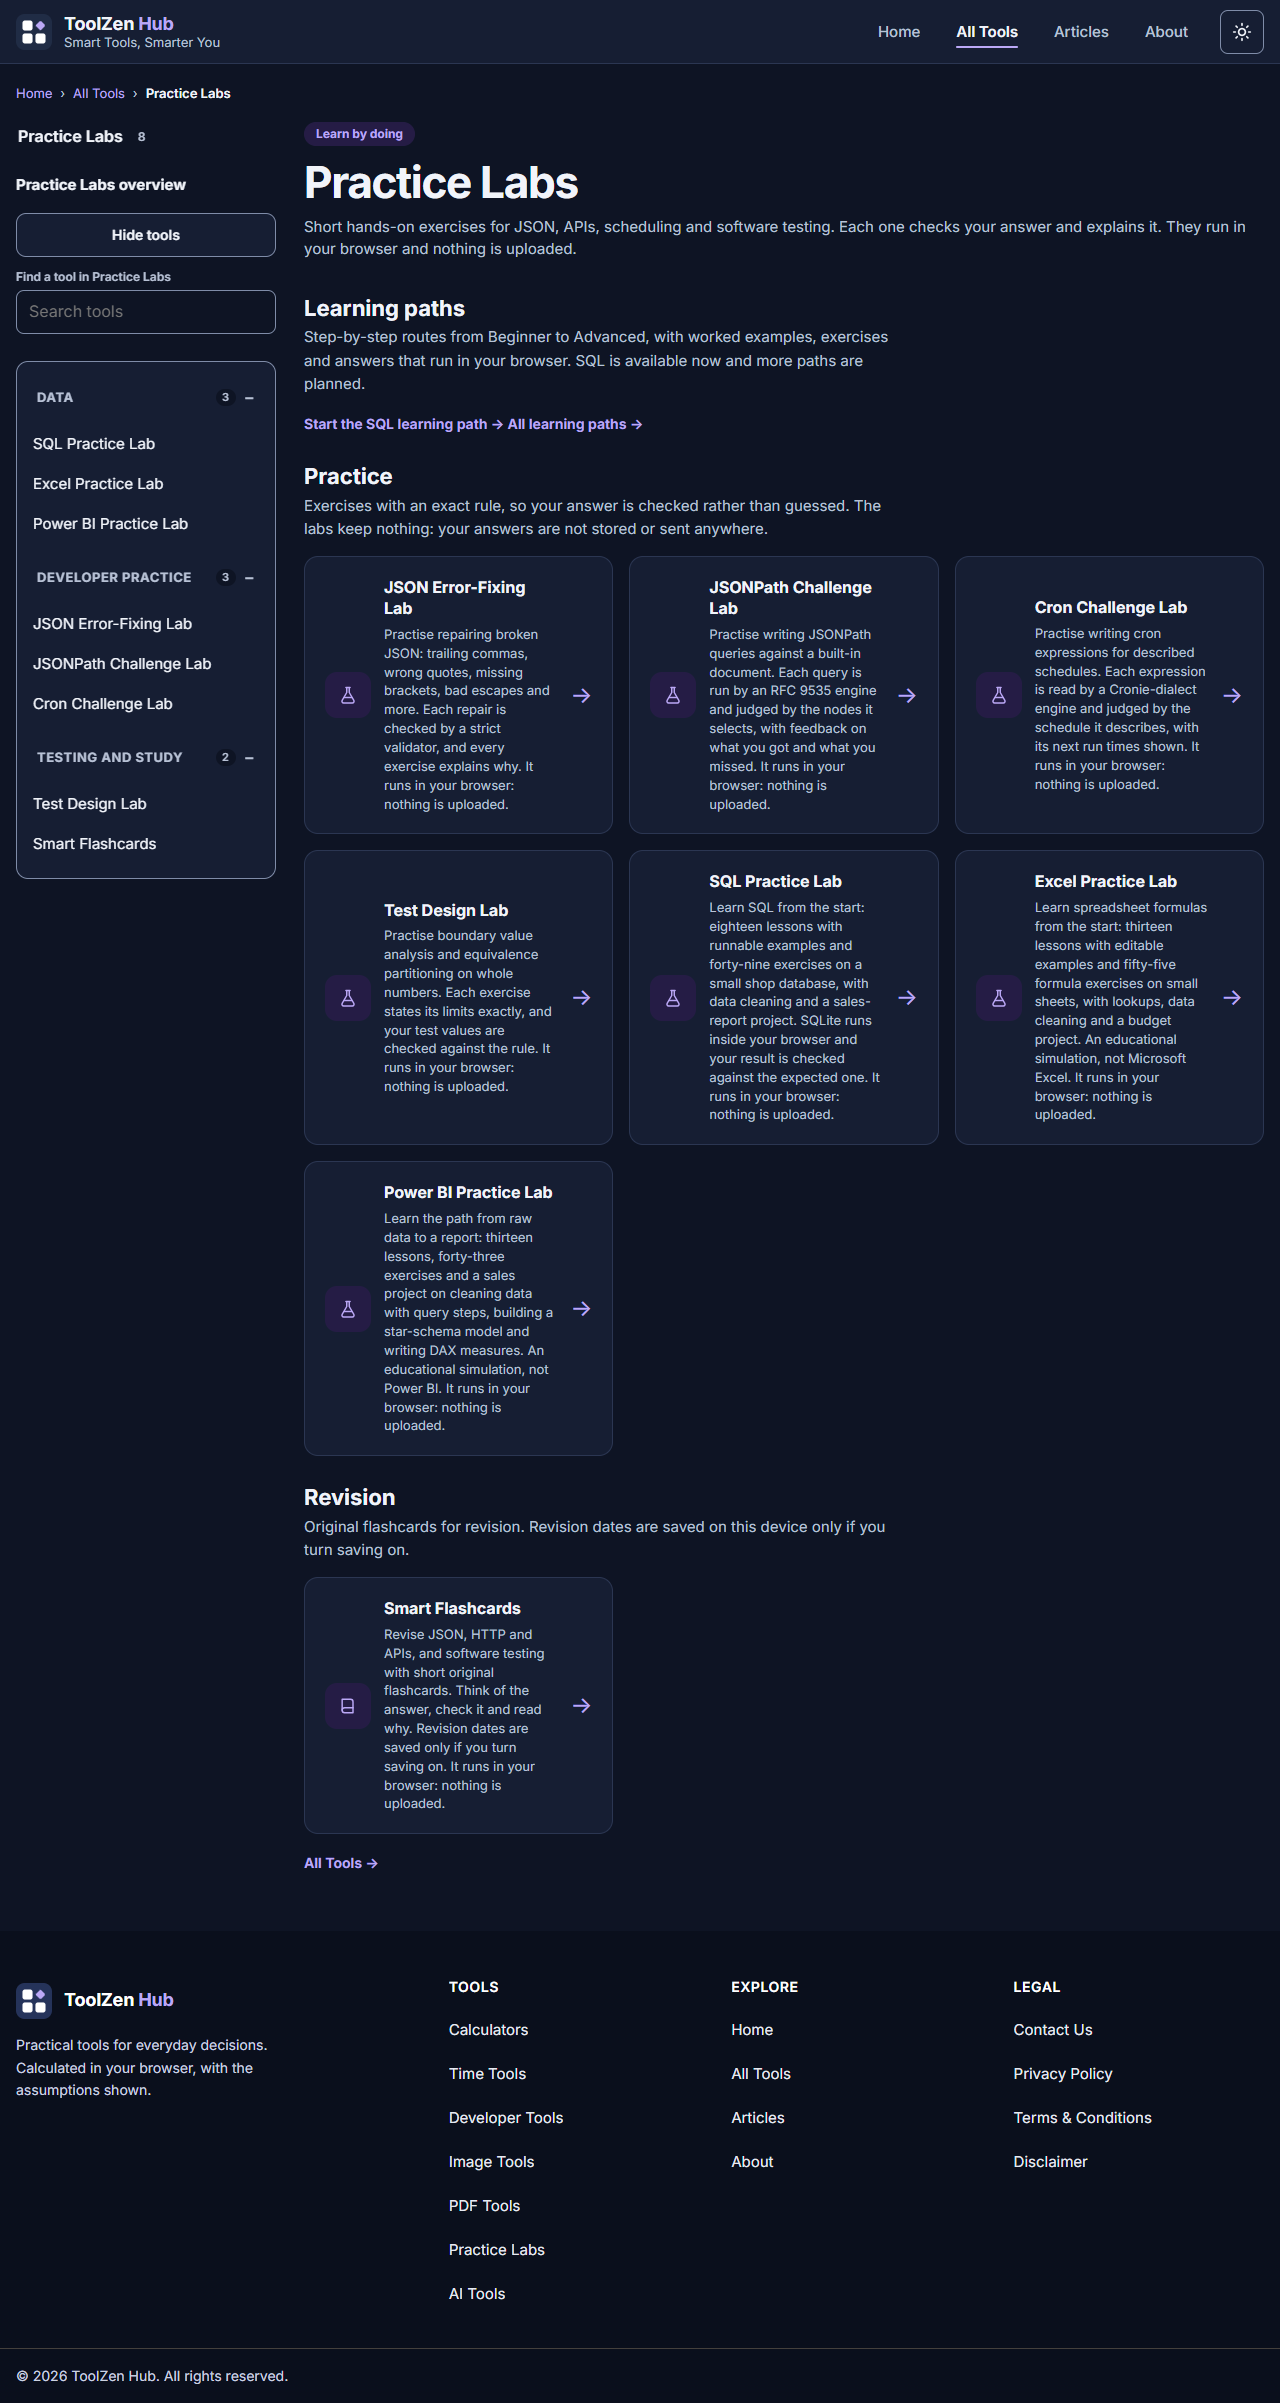 ToolZen Hub
Smart Tools, Smarter You
Home
All Tools
Articles
About
Home › All Tools › Practice Labs
Practice Labs 8
Practice Labs overview
Hide tools
Find a tool in Practice Labs
Search tools
DATA 3 −
SQL Practice Lab
Excel Practice Lab
Power BI Practice Lab
DEVELOPER PRACTICE 3 −
JSON Error-Fixing Lab
JSONPath Challenge Lab
Cron Challenge Lab
TESTING AND STUDY 2 −
Test Design Lab
Smart Flashcards
Learn by doing
Practice Labs
Short hands-on exercises for JSON, APIs, scheduling and software testing. Each one checks your answer and explains it. They run in
your browser and nothing is uploaded.
Learning paths
Step-by-step routes from Beginner to Advanced, with worked examples, exercises
and answers that run in your browser. SQL is available now and more paths are
planned.
Start the SQL learning path → All learning paths →
Practice
Exercises with an exact rule, so your answer is checked rather than guessed. The
labs keep nothing: your answers are not stored or sent anywhere.
JSON Error-Fixing
Lab
Practise repairing broken
JSON: trailing commas,
wrong quotes, missing
brackets, bad escapes and
more. Each repair is
checked by a strict
validator, and every
exercise explains why. It
runs in your browser:
nothing is uploaded.
→
JSONPath Challenge
Lab
Practise writing JSONPath
queries against a built-in
document. Each query is
run by an RFC 9535 engine
and judged by the nodes it
selects, with feedback on
what you got and what you
missed. It runs in your
browser: nothing is
uploaded.
→
Cron Challenge Lab
Practise writing cron
expressions for described
schedules. Each expression
is read by a Cronie-dialect
engine and judged by the
schedule it describes, with
its next run times shown. It
runs in your browser:
nothing is uploaded.
→
Test Design Lab
Practise boundary value
analysis and equivalence
partitioning on whole
numbers. Each exercise
states its limits exactly, and
your test values are
checked against the rule. It
runs in your browser:
nothing is uploaded.
→
SQL Practice Lab
Learn SQL from the start:
eighteen lessons with
runnable examples and
forty-nine exercises on a
small shop database, with
data cleaning and a sales-
report project. SQLite runs
inside your browser and
your result is checked
against the expected one. It
runs in your browser:
nothing is uploaded.
→
Excel Practice Lab
Learn spreadsheet formulas
from the start: thirteen
lessons with editable
examples and fifty-five
formula exercises on small
sheets, with lookups, data
cleaning and a budget
project. An educational
simulation, not Microsoft
Excel. It runs in your
browser: nothing is
uploaded.
→
Power BI Practice Lab
Learn the path from raw
data to a report: thirteen
lessons, forty-three
exercises and a sales
project on cleaning data
with query steps, building a
star-schema model and
writing DAX measures. An
educational simulation, not
Power BI. It runs in your
browser: nothing is
uploaded.
→
Revision
Original flashcards for revision. Revision dates are saved on this device only if you
turn saving on.
Smart Flashcards
Revise JSON, HTTP and
APIs, and software testing
with short original
flashcards. Think of the
answer, check it and read
why. Revision dates are
saved only if you turn
saving on. It runs in your
browser: nothing is
uploaded.
→
All Tools →
ToolZen Hub
Practical tools for everyday decisions.
Calculated in your browser, with the
assumptions shown.
TOOLS
Calculators
Time Tools
Developer Tools
Image Tools
PDF Tools
Practice Labs
AI Tools
EXPLORE
Home
All Tools
Articles
About
LEGAL
Contact Us
Privacy Policy
Terms & Conditions
Disclaimer
© 2026 ToolZen Hub. All rights reserved.